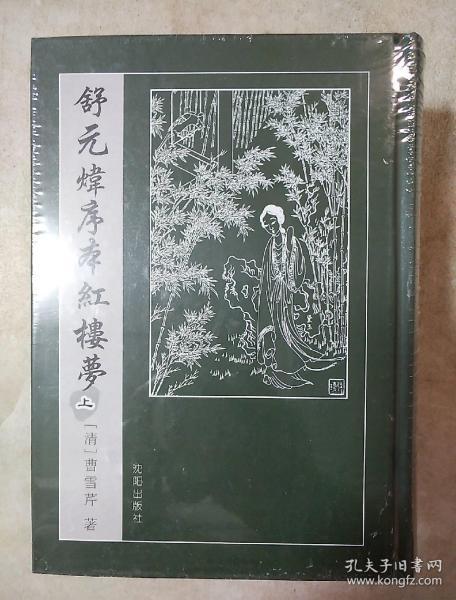 舒元煒序本紅樓夢
上
[清]曹雪芹 著
沈阳出版社
孔夫子旧书网
www.kongfz.com